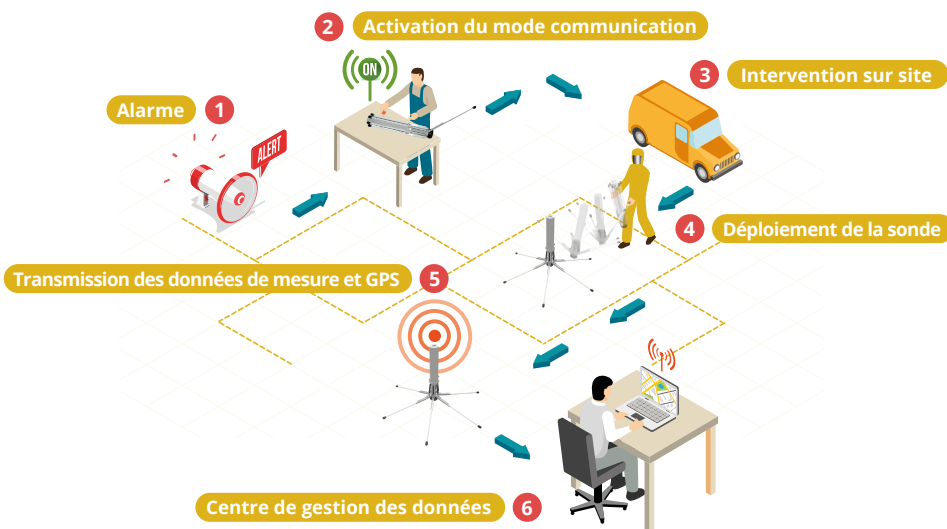 1
Alarme
ALERT
2
Activation du mode communication
ON
3
Intervention sur site
4
Déploiement de la sonde
Transmission des données de mesure et GPS
5
Centre de gestion des données
6